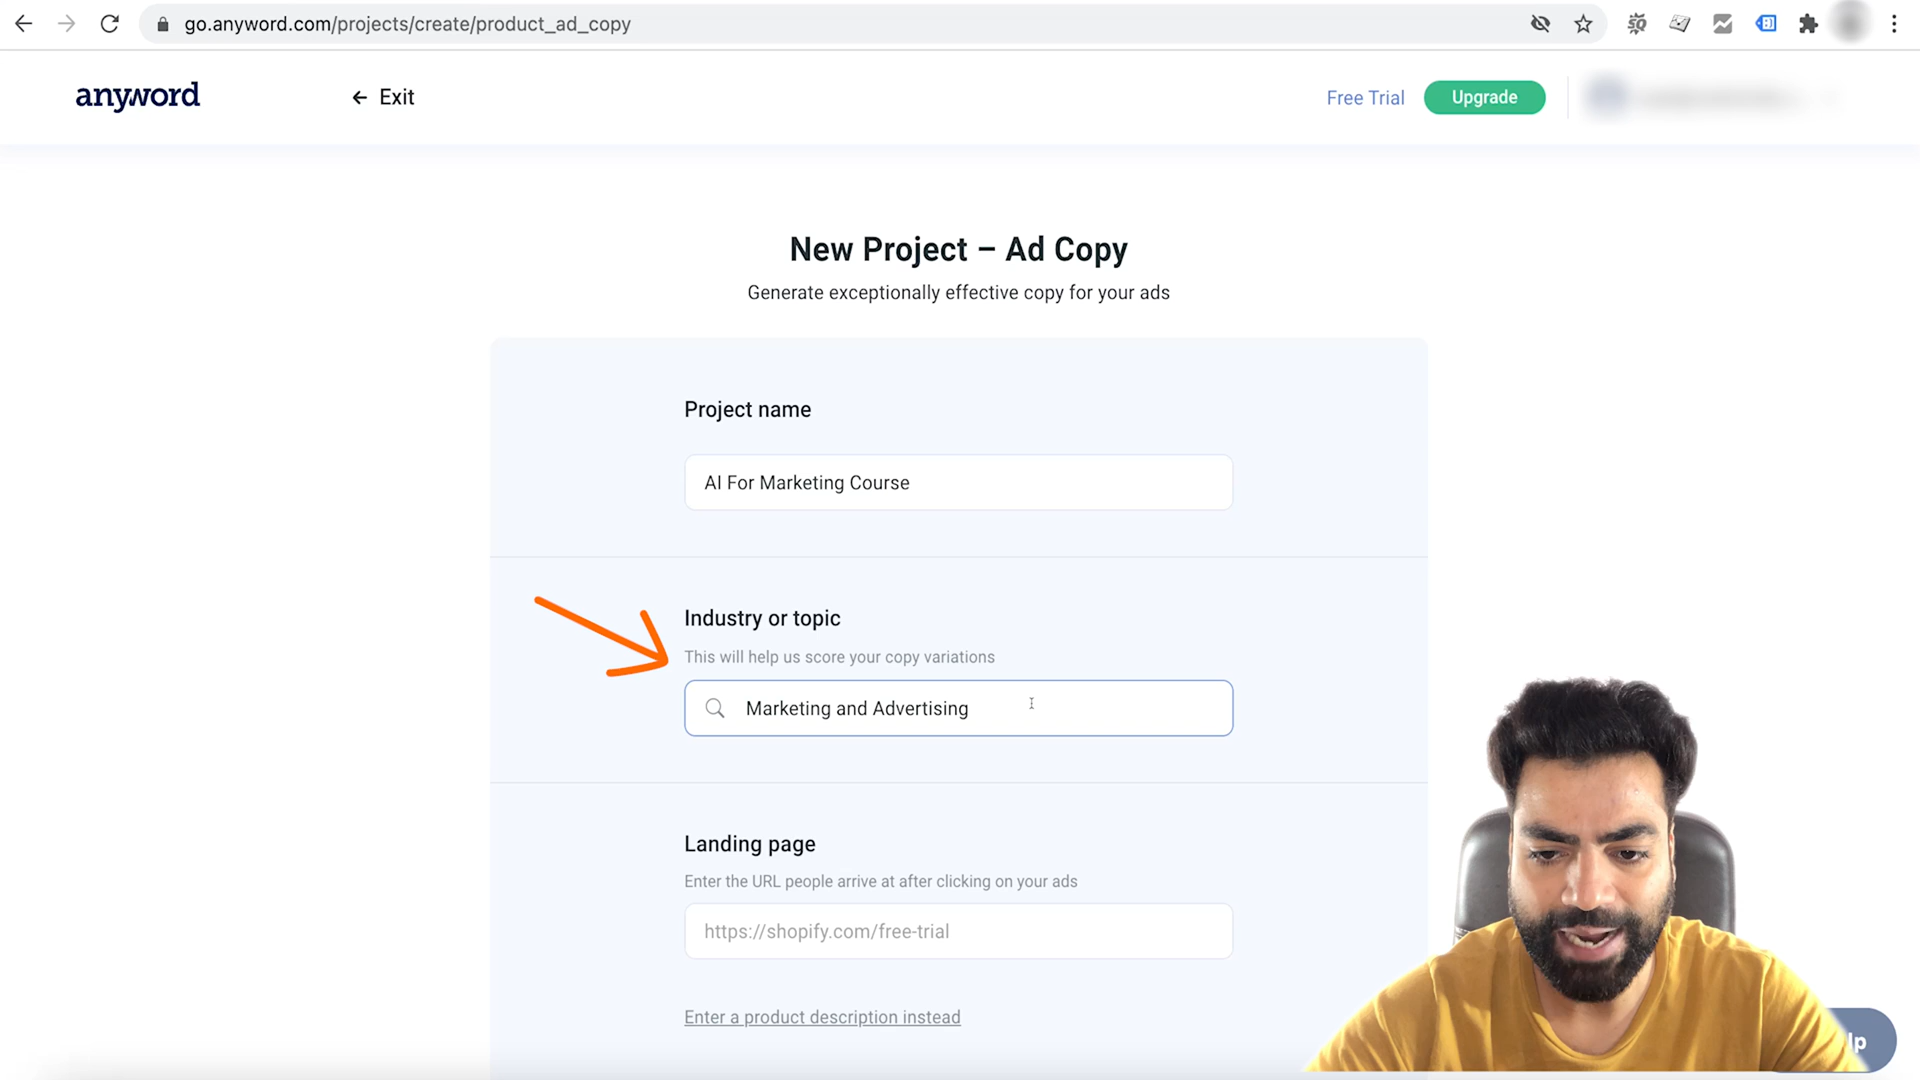 go.anyword.com/projects/create/product_ad_copy
anyword
Exit
Free Trial
Upgrade
New Project – Ad Copy
Generate exceptionally effective copy for your ads
Project name
AI For Marketing Course
Industry or topic
This will help us score your copy variations
Marketing and Advertising
Landing page
Enter the URL people arrive at after clicking on your ads
https://shopify.com/free-trial
Enter a product description instead